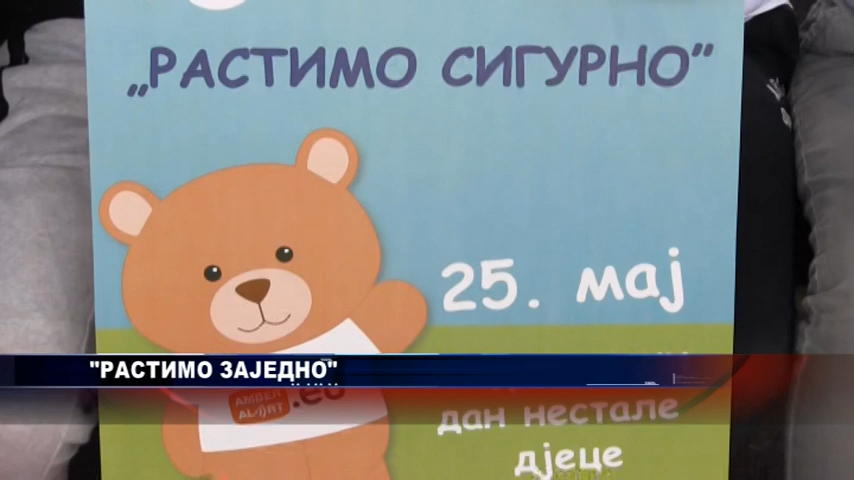 „РАСТИМО СИГУРНО”
25. мај
"РАСТИМО ЗАЈЕДНО"
AMBER
.eu
ALERT
дан нестале
дјеце